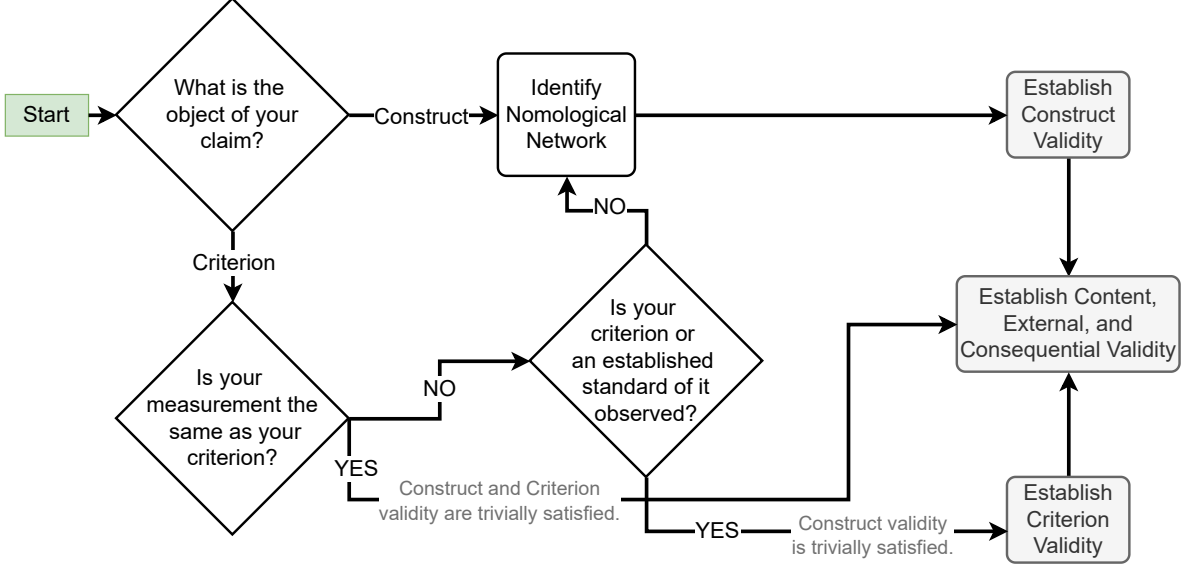 Start
What is the
object of your
claim?
Construct
Identify
Nomological
Network
Establish
Construct
Validity
NO
Criterion
Is your
criterion or
an established
standard of it
observed?
Establish Content,
External, and
Consequential Validity
Is your
measurement the
same as your
criterion?
NO
YES
Construct and Criterion
validity are trivially satisfied.
YES
Construct validity
is trivially satisfied.
Establish
Criterion
Validity